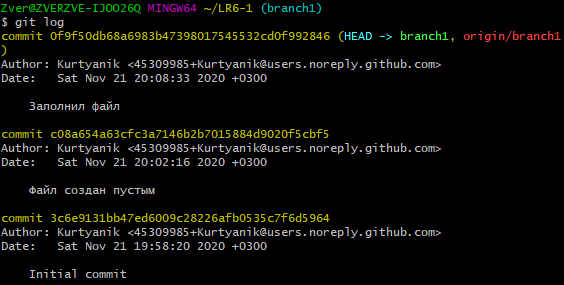 Zver@ZVERZVE-IJOO26Q MINGW64 ~/LR6-1 (branch1)
$ git log
commit 0f9f50db68a6983b47398017545532cd0f992846 (HEAD -> branch1, origin/branch1
)
Author: Kurtyanik <45309985+Kurtyanik@users.noreply.github.com>
Date:   Sat Nov 21 20:08:33 2020 +0300
    Заполнил файл
commit c08a654a63cfc3a7146b2b7015884d9020f5cbf5
Author: Kurtyanik <45309985+Kurtyanik@users.noreply.github.com>
Date:   Sat Nov 21 20:02:16 2020 +0300
    Файл создан пустым
commit 3c6e9131bb47ed6009c28226afb0535c7f6d5964
Author: Kurtyanik <45309985+Kurtyanik@users.noreply.github.com>
Date:   Sat Nov 21 19:58:20 2020 +0300
    Initial commit